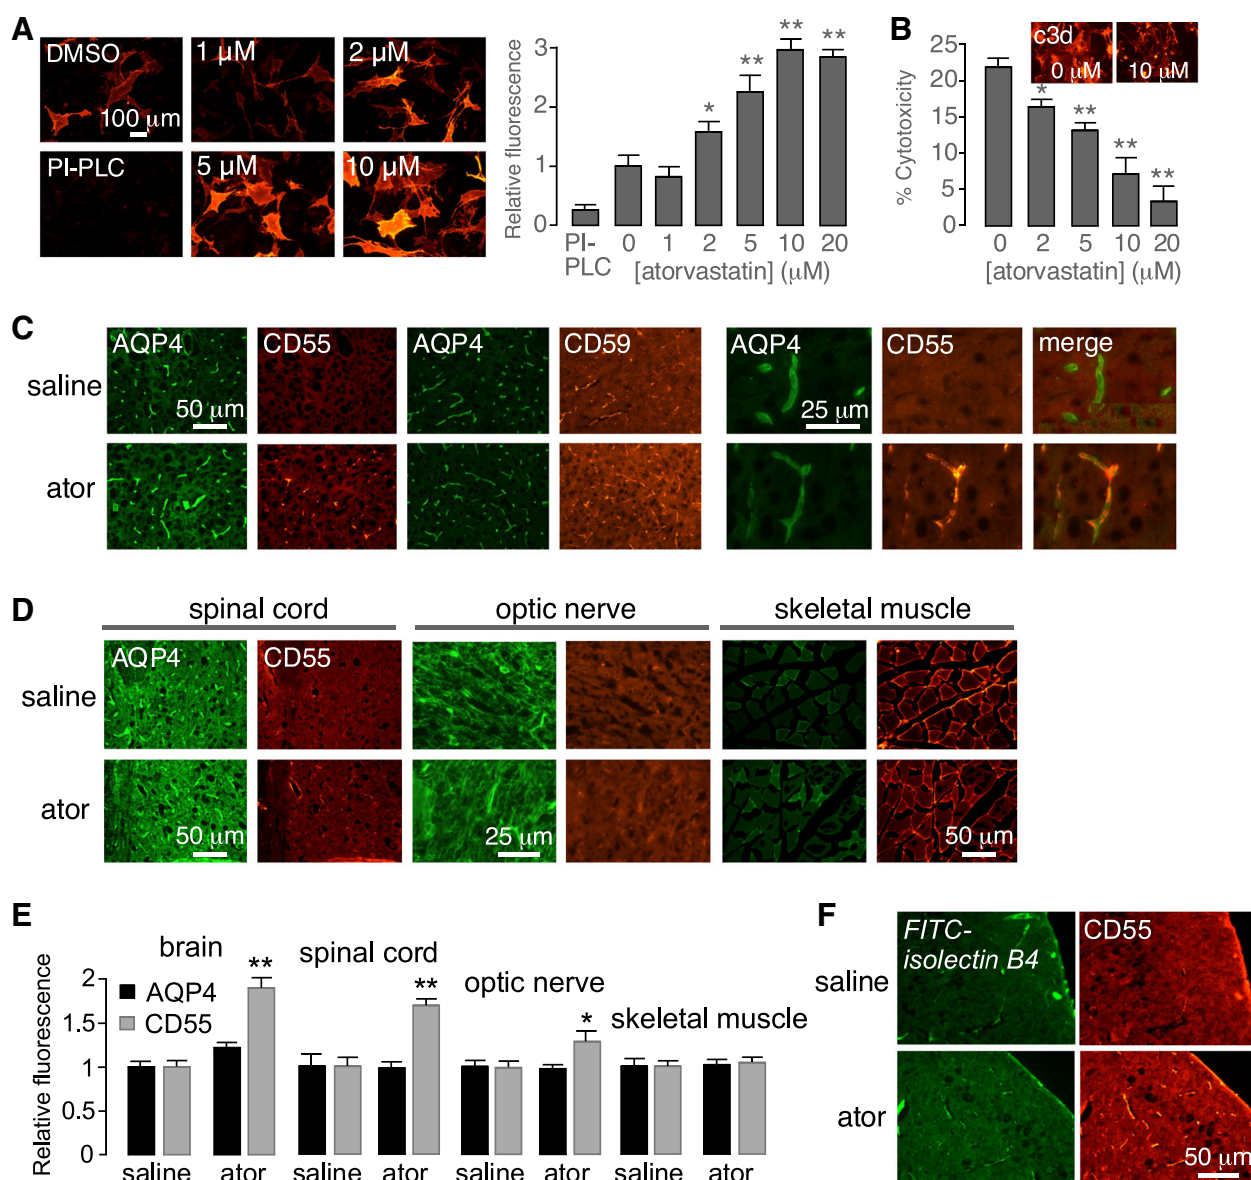 A
DMSO
1 μM
2 μM
100 μm
PI-PLC
5 μM
10 μM
Relative fluorescence
3
2
1
0
**
**
**
*
PI-
PLC
0 1 2 5 10 20
[atorvastatin] (μM)
B
c3d
0 μM
10 μM
% Cytotoxicity
25
20
15
10
5
0
*
**
**
**
0 2 5 10 20
[atorvastatin] (μM)
C
AQP4
CD55
AQP4
CD59
AQP4
CD55
merge
saline
50 μm
25 μm
ator
D
spinal cord
optic nerve
skeletal muscle
AQP4
CD55
saline
ator
50 μm
25 μm
50 μm
E
Relative fluorescence
2
1.5
1
0.5
0
brain
spinal cord
optic nerve
skeletal muscle
AQP4
CD55
**
**
*
saline ator saline ator saline ator saline ator
F
FITC-
isolectin B4
CD55
saline
ator
50 μm